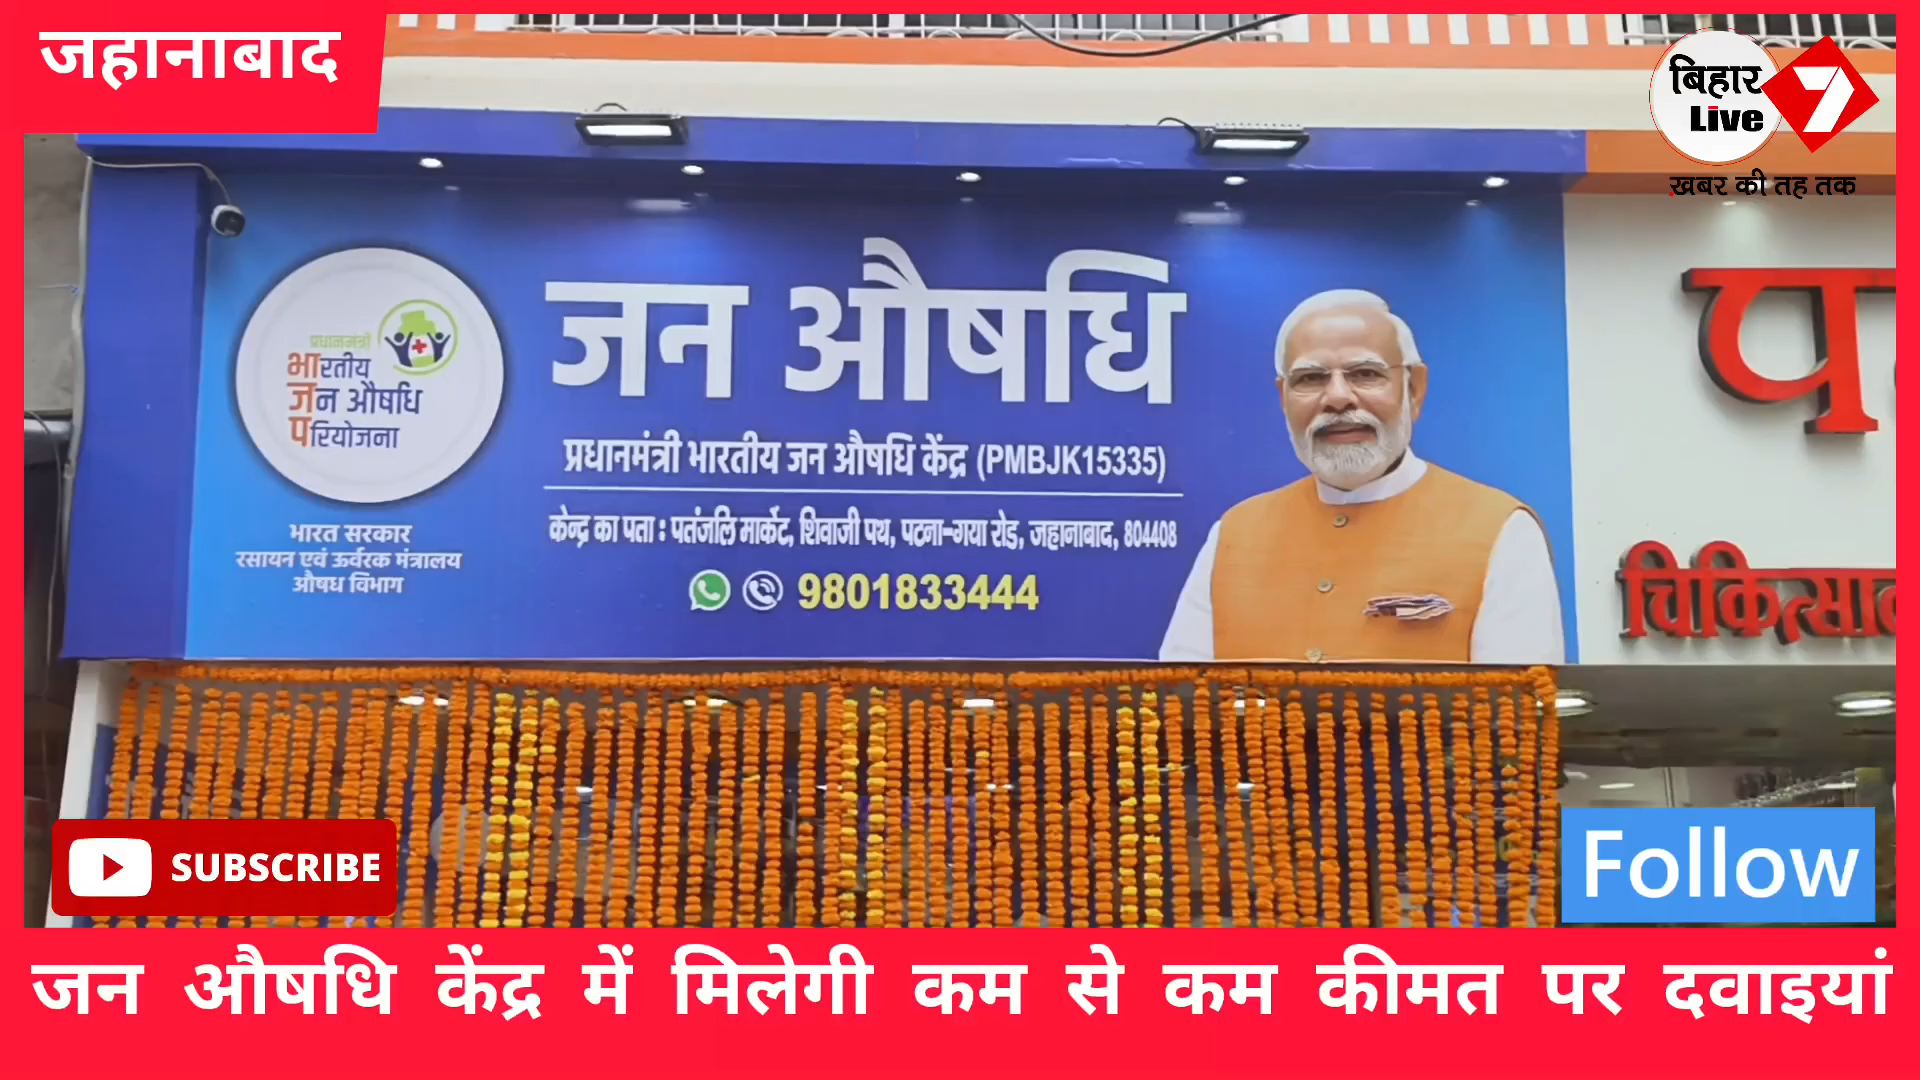 जहानाबाद
बिहार
Live
7
ख़बर की तह तक
प्रधानमंत्री
भारतीय
जन औषधि
परियोजना
भारत सरकार
रसायन एवं ऊर्वरक मंत्रालय
औषध विभाग
जन औषधि
प्रधानमंत्री भारतीय जन औषधि केंद्र (PMBJK15335)
केन्द्र का पता : पतंजलि मार्केट, शिवाजी पथ, पटना-गया रोड, जहानाबाद, 804408
9801833444
SUBSCRIBE
Follow
जन औषधि केंद्र में मिलेगी कम से कम कीमत पर दवाइयां